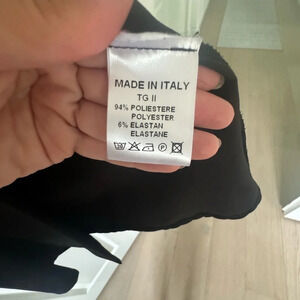 MADE IN ITALY
TG II
94% POLIESTERE
POLYESTER
6% ELASTAN
ELASTANE